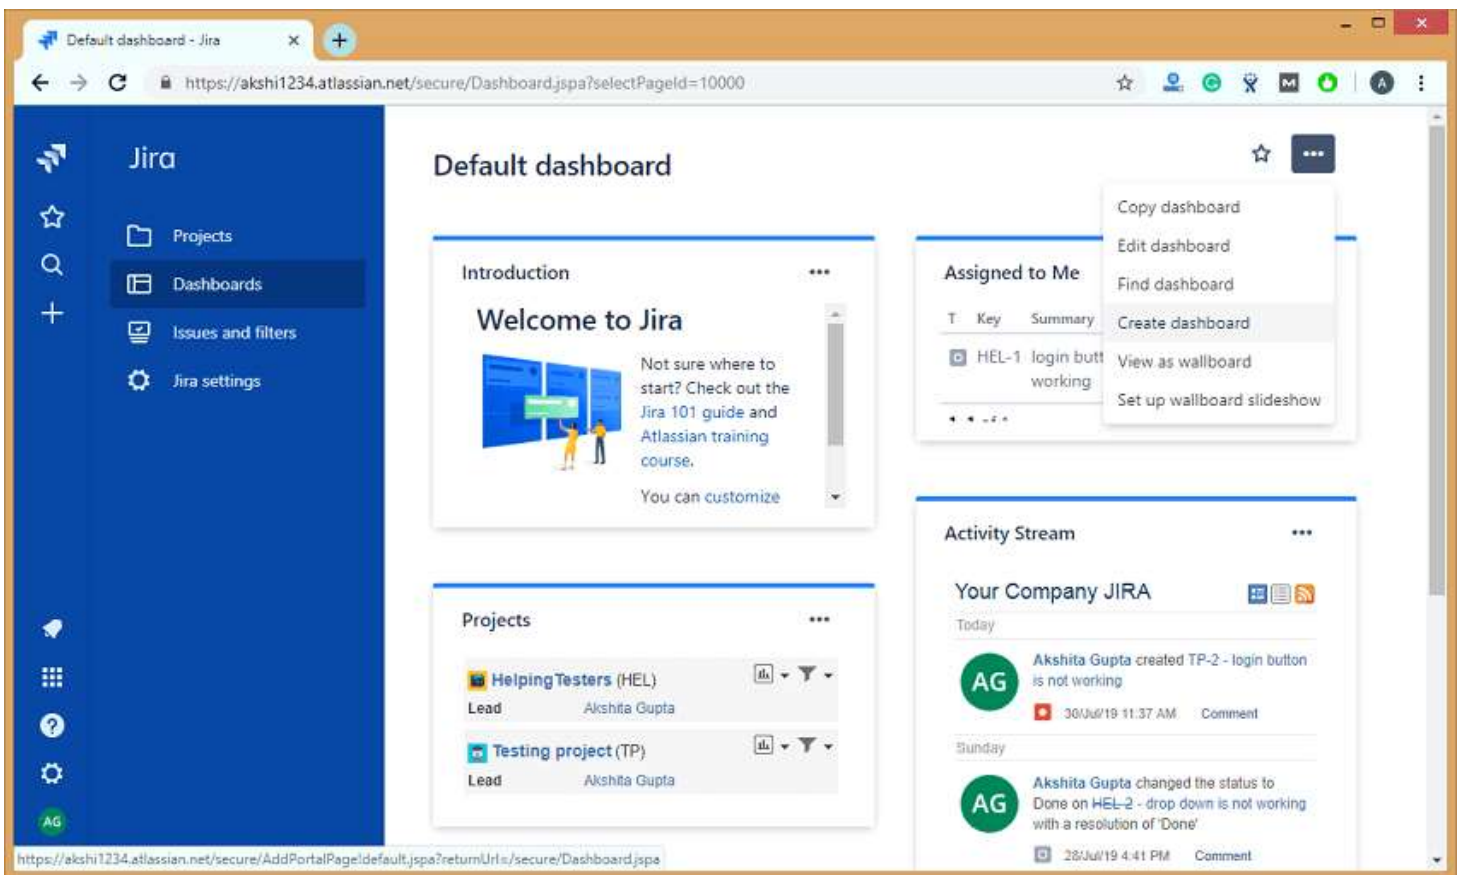 Default dashboard - Jira
https://akshi1234.atlassian.net/secure/Dashboard.jspa?selectPageId=10000
A
Jira
Projects
Dashboards
Issues and filters
Jira settings
AG
Default dashboard
Copy dashboard
Edit dashboard
Find dashboard
Create dashboard
View as wallboard
Set up wallboard slideshow
Introduction
Welcome to Jira
Not sure where to
start? Check out the
Jira 101 guide and
Atlassian training
course.
You can customize
Projects
HelpingTesters (HEL)
Lead Akshita Gupta
Testing project (TP)
Lead Akshita Gupta
Assigned to Me
T Key Summary
HEL-1 login butt
working
Activity Stream
Your Company JIRA
Today
AG
Akshita Gupta created TP-2 - login button
is not working
30/Jul/19 11:37 AM Comment
Sunday
AG
Akshita Gupta changed the status to
Done on HEL-2 - drop down is not working
with a resolution of 'Done'
28/Jul/19 4:41 PM Comment
https://akshi1234.atlassian.net/secure/AddPortalPage!default.jspa?returnUrl=/secure/Dashboard.jspa